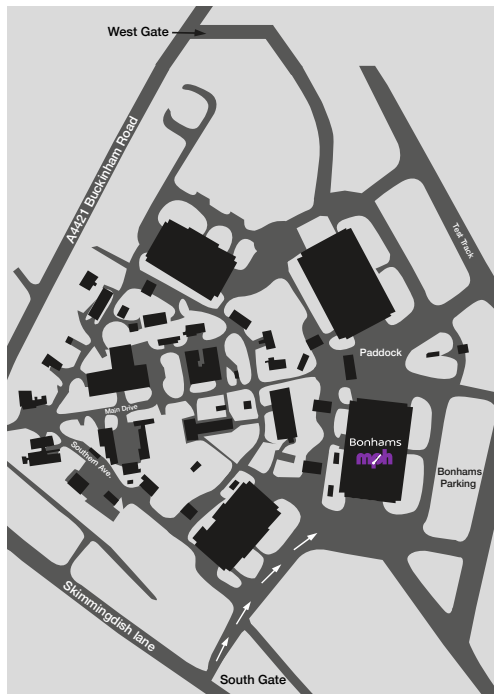 West Gate
A4421 Buckinham Road
Test Track
Paddock
Main Drive
Southern Ave.
Bonhams
mph
Bonhams
Parking
Skimmingdish lane
South Gate